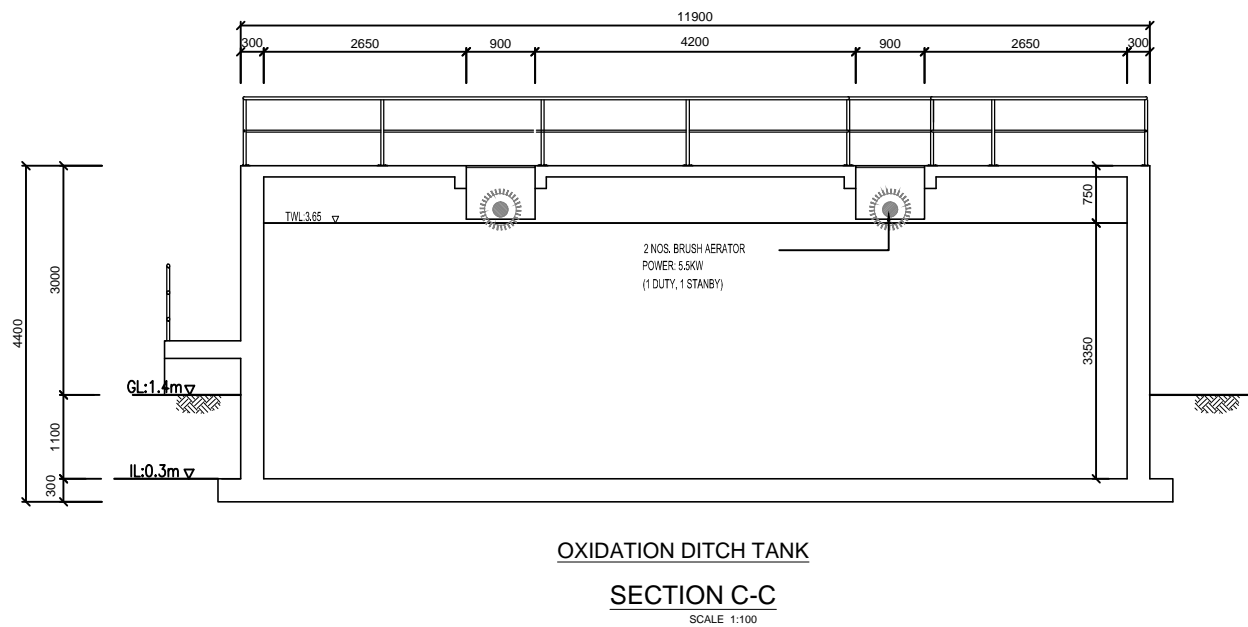 11900
300 2650 900 4200 900 2650 300
750
TWL:3.65
2 NOS. BRUSH AERATOR
POWER: 5.5KW
(1 DUTY, 1 STANBY)
3000
4400
3350
GL:1.4m
1100
IL:0.3m
300
OXIDATION DITCH TANK
SECTION C-C
SCALE 1:100